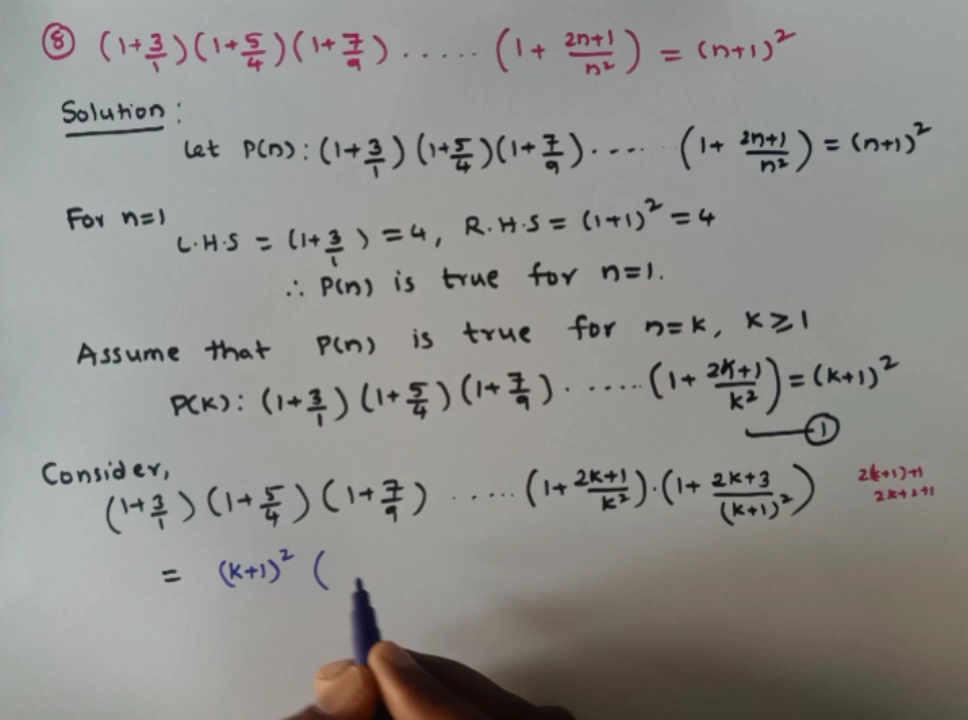 ⑧ (1+3/1)(1+5/4)(1+7/9)......(1+ 2n+1/n²) = (n+1)²
Solution:
Let P(n): (1+3/1)(1+5/4)(1+7/9)......(1+ 2n+1/n²) = (n+1)²
For n=1
L.H.S = (1+3/1) = 4, R.H.S = (1+1)² = 4
∴ P(n) is true for n=1.
Assume that P(n) is true for n=k, k≥1
P(k): (1+3/1)(1+5/4)(1+7/9)......(1+ 2k+1/k²) = (k+1)²
①
Consider,
(1+3/1)(1+5/4)(1+7/9)......(1+ 2k+1/k²).(1+ 2k+3/(k+1)²)
2(k+1)+1
2k+2+1
= (k+1)² (